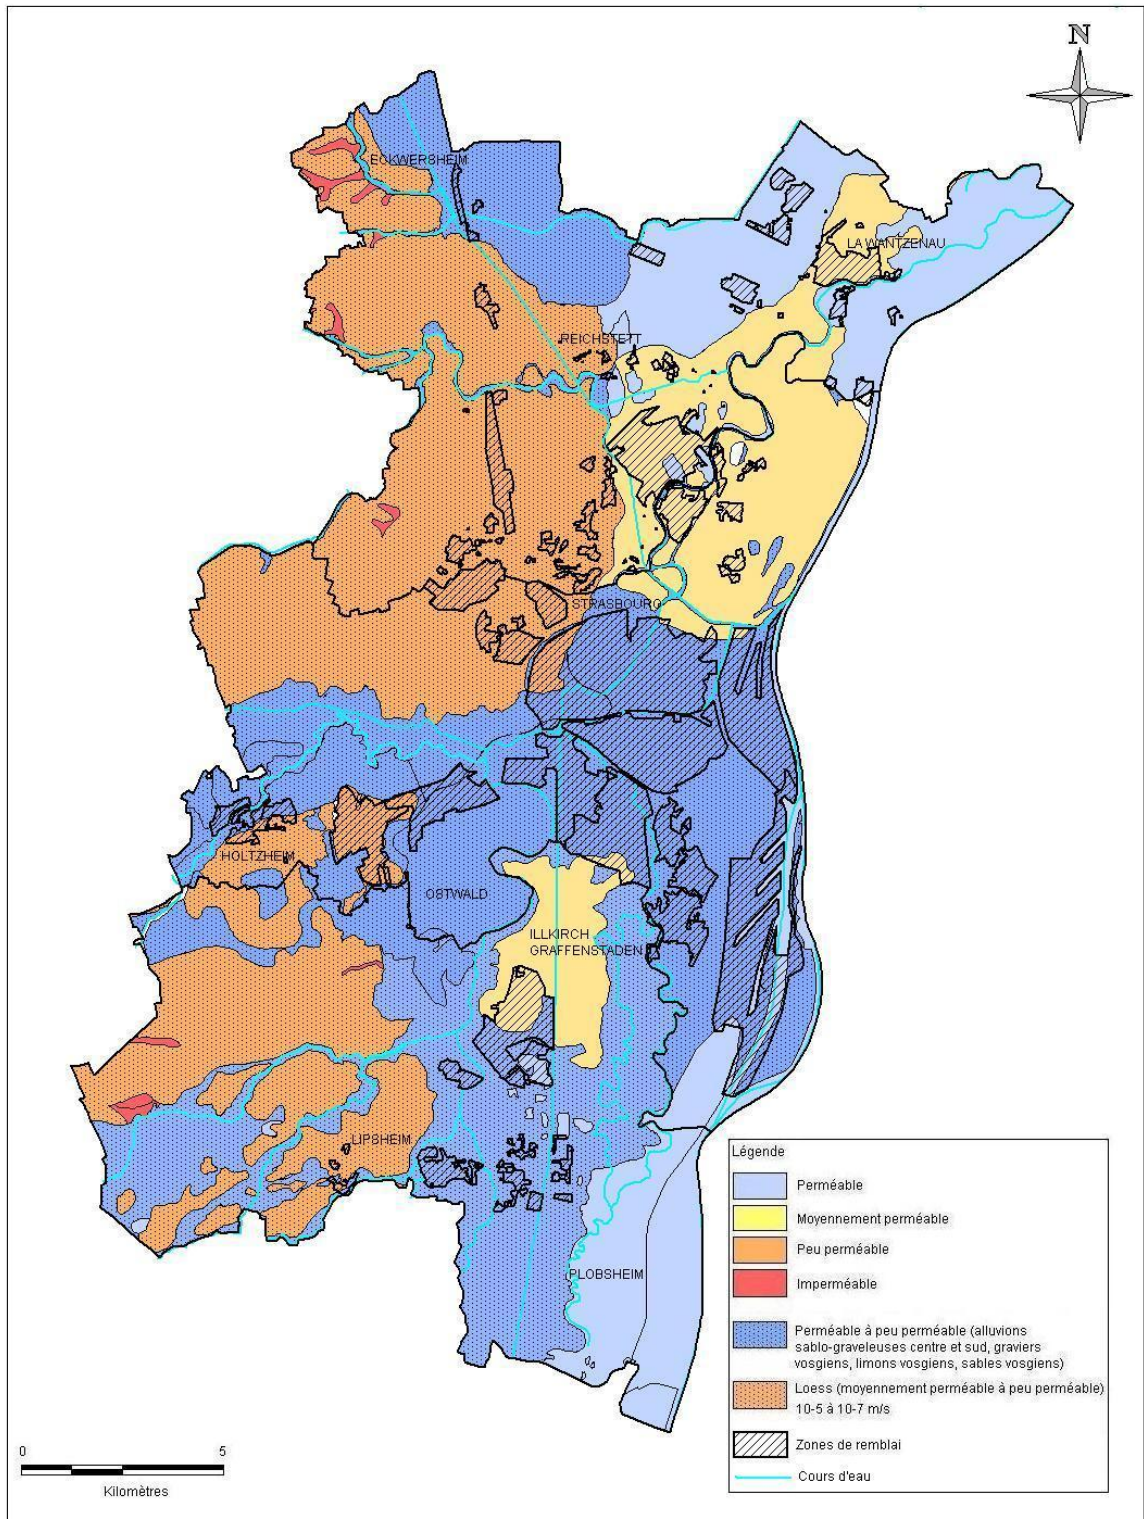 N
ECKWERSHEIM
LA WANTZENAU
REICHSTETT
STRASBOURG
HOLTZHEIM
OSTWALD
ILLKIRCH
GRAFFENSTADEN
LIPSHEIM
PLOBSHEIM
Légende
Perméable
Moyennement perméable
Peu perméable
Imperméable
Perméable à peu perméable (alluvions
sablo-graveleuses centre et sud, graviers
vosgiens, limons vosgiens, sables vosgiens)
Loess (moyennement perméable à peu perméable)
10-5 à 10-7 m/s
Zones de remblai
Cours d'eau
0 5
Kilomètres